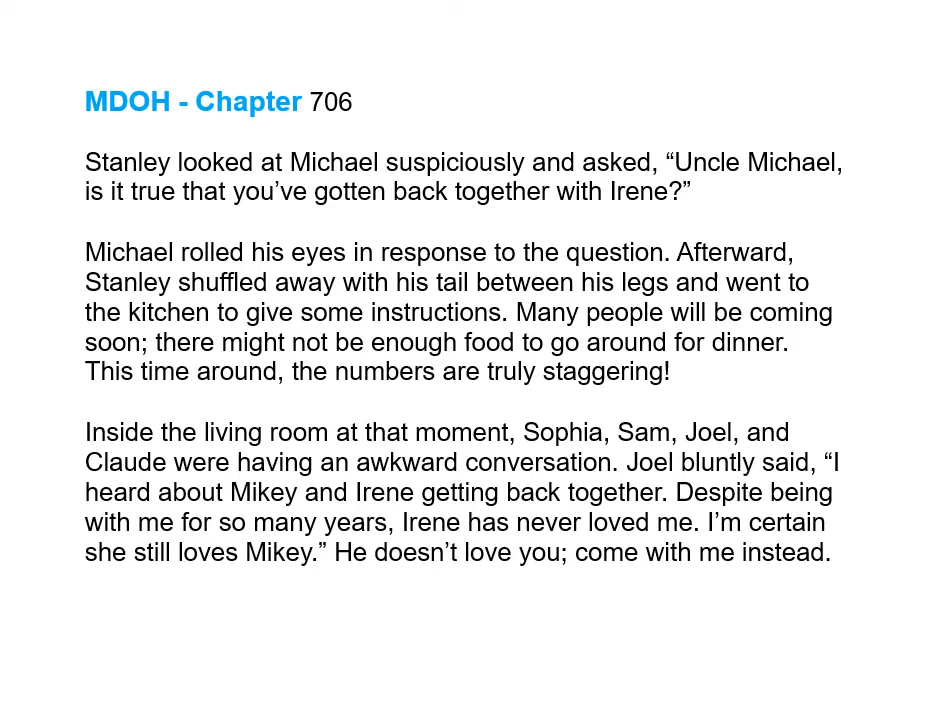 MDOH - Chapter 706
Stanley looked at Michael suspiciously and asked, “Uncle Michael,
is it true that you’ve gotten back together with Irene?”
Michael rolled his eyes in response to the question. Afterward,
Stanley shuffled away with his tail between his legs and went to
the kitchen to give some instructions. Many people will be coming
soon; there might not be enough food to go around for dinner.
This time around, the numbers are truly staggering!
Inside the living room at that moment, Sophia, Sam, Joel, and
Claude were having an awkward conversation. Joel bluntly said, “I
heard about Mikey and Irene getting back together. Despite being
with me for so many years, Irene has never loved me. I’m certain
she still loves Mikey.” He doesn’t love you; come with me instead.